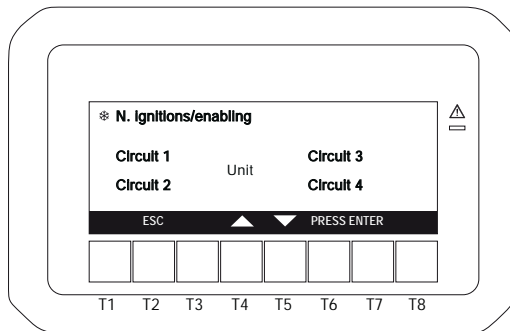 ❄ N. Ignitions/enabling
Circuit 1 Circuit 3
Unit
Circuit 2 Circuit 4
ESC PRESS ENTER
T1 T2 T3 T4 T5 T6 T7 T8